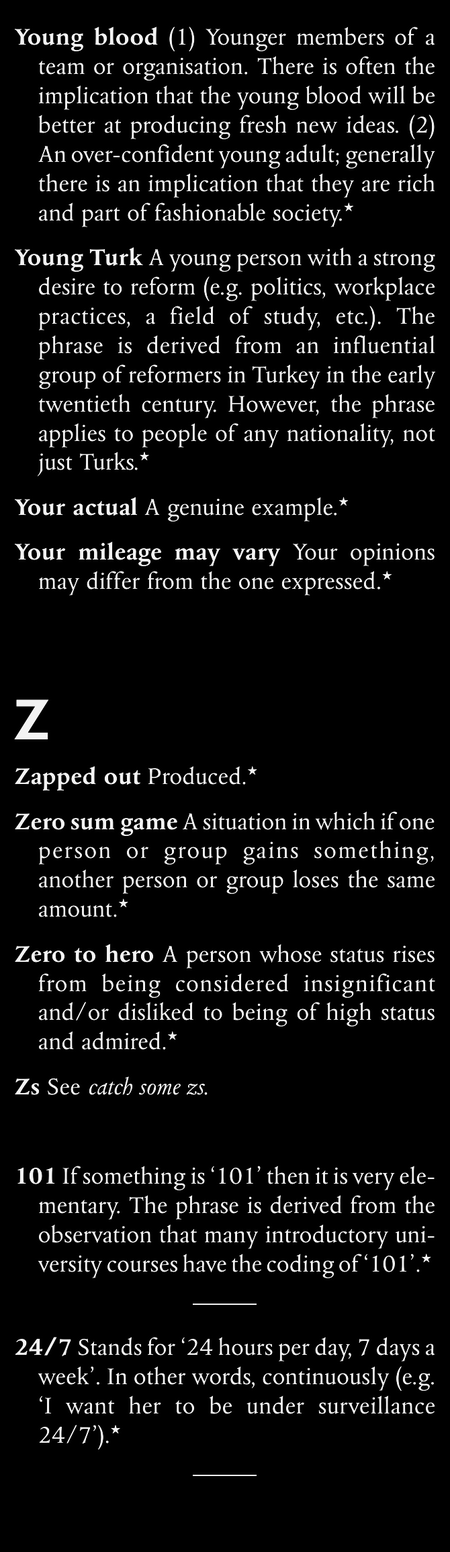 Young blood (1) Younger members of a
team or organisation. There is often the
implication that the young blood will be
better at producing fresh new ideas. (2)
An over-confident young adult; generally
there is an implication that they are rich
and part of fashionable society.★
Young Turk A young person with a strong
desire to reform (e.g. politics, workplace
practices, a field of study, etc.). The
phrase is derived from an influential
group of reformers in Turkey in the early
twentieth century. However, the phrase
applies to people of any nationality, not
just Turks.★
Your actual A genuine example.★
Your mileage may vary Your opinions
may differ from the one expressed.★
Z
Zapped out Produced.★
Zero sum game A situation in which if one
person or group gains something,
another person or group loses the same
amount.★
Zero to hero A person whose status rises
from being considered insignificant
and/or disliked to being of high status
and admired.★
Zs See catch some zs.
101 If something is ‘101’ then it is very ele-
mentary. The phrase is derived from the
observation that many introductory uni-
versity courses have the coding of ‘101’.★
24/7 Stands for ‘24 hours per day, 7 days a
week’. In other words, continuously (e.g.
‘I want her to be under surveillance
24/7’).★